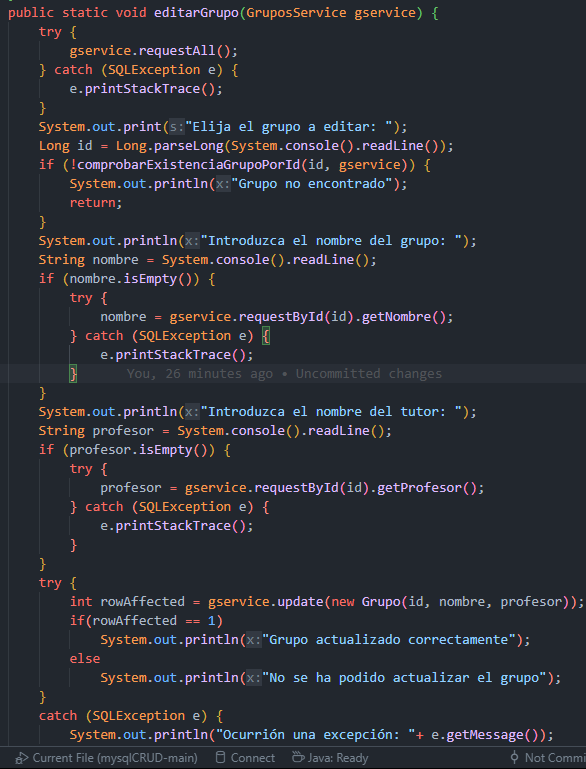 public static void editarGrupo(GruposService gservice) {
    try {
        gservice.requestAll();
    } catch (SQLException e) {
        e.printStackTrace();
    }
    System.out.print(s:"Elija el grupo a editar: ");
    Long id = Long.parseLong(System.console().readLine());
    if (!comprobarExistenciaGrupoPorId(id, gservice)) {
        System.out.println(x:"Grupo no encontrado");
        return;
    }
    System.out.println(x:"Introduzca el nombre del grupo: ");
    String nombre = System.console().readLine();
    if (nombre.isEmpty()) {
        try {
            nombre = gservice.requestById(id).getNombre();
        } catch (SQLException e) {
            e.printStackTrace();
        }    You, 26 minutes ago • Uncommitted changes
    }
    System.out.println(x:"Introduzca el nombre del tutor: ");
    String profesor = System.console().readLine();
    if (profesor.isEmpty()) {
        try {
            profesor = gservice.requestById(id).getProfesor();
        } catch (SQLException e) {
            e.printStackTrace();
        }
    }
    try {
        int rowAffected = gservice.update(new Grupo(id, nombre, profesor));
        if(rowAffected == 1)
            System.out.println(x:"Grupo actualizado correctamente");
        else
            System.out.println(x:"No se ha podido actualizar el grupo");
    }
    catch (SQLException e) {
        System.out.println("Ocurrión una excepción: "+ e.getMessage());
Current File (mysqlCRUD-main) Connect Java: Ready Not Commi